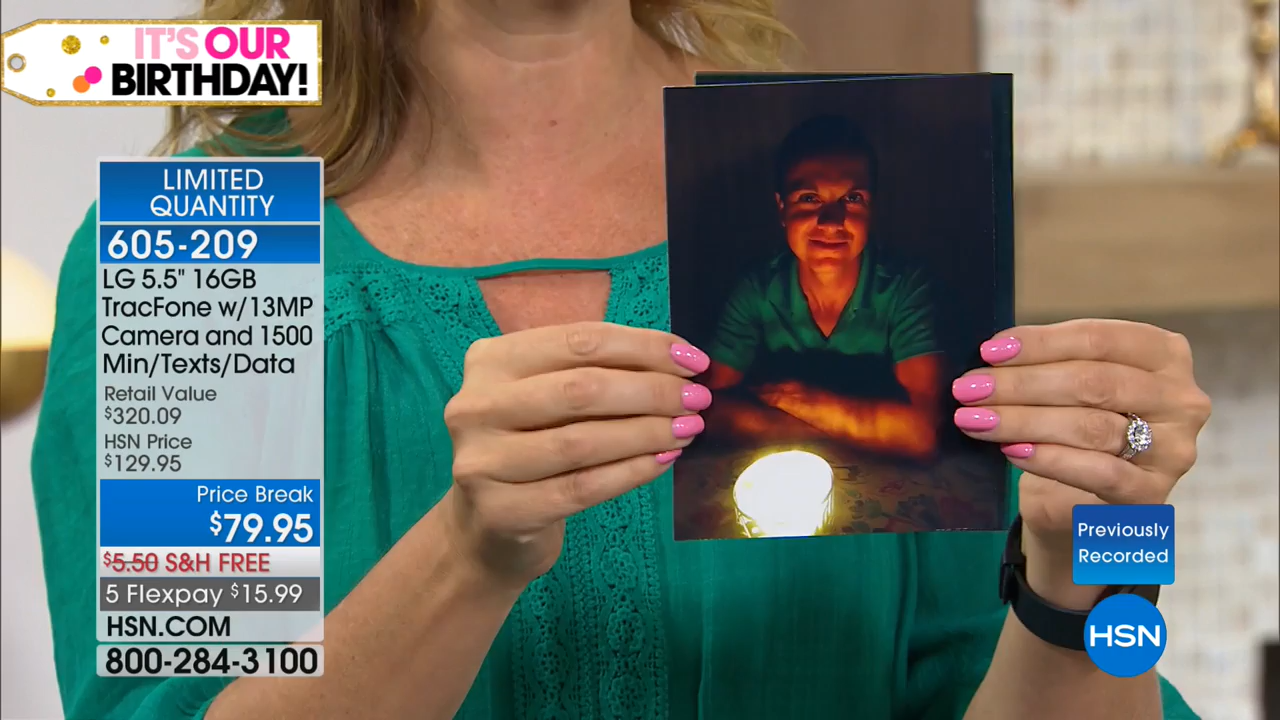 IT'S OUR
BIRTHDAY!
LIMITED
QUANTITY
605-209
LG 5.5" 16GB
TracFone w/13MP
Camera and 1500
Min/Texts/Data
Retail Value
$320.09
HSN Price
$129.95
Price Break
$79.95
$5.50 S&H FREE
5 Flexpay $15.99
HSN.COM
800-284-3100
Previously
Recorded
HSN